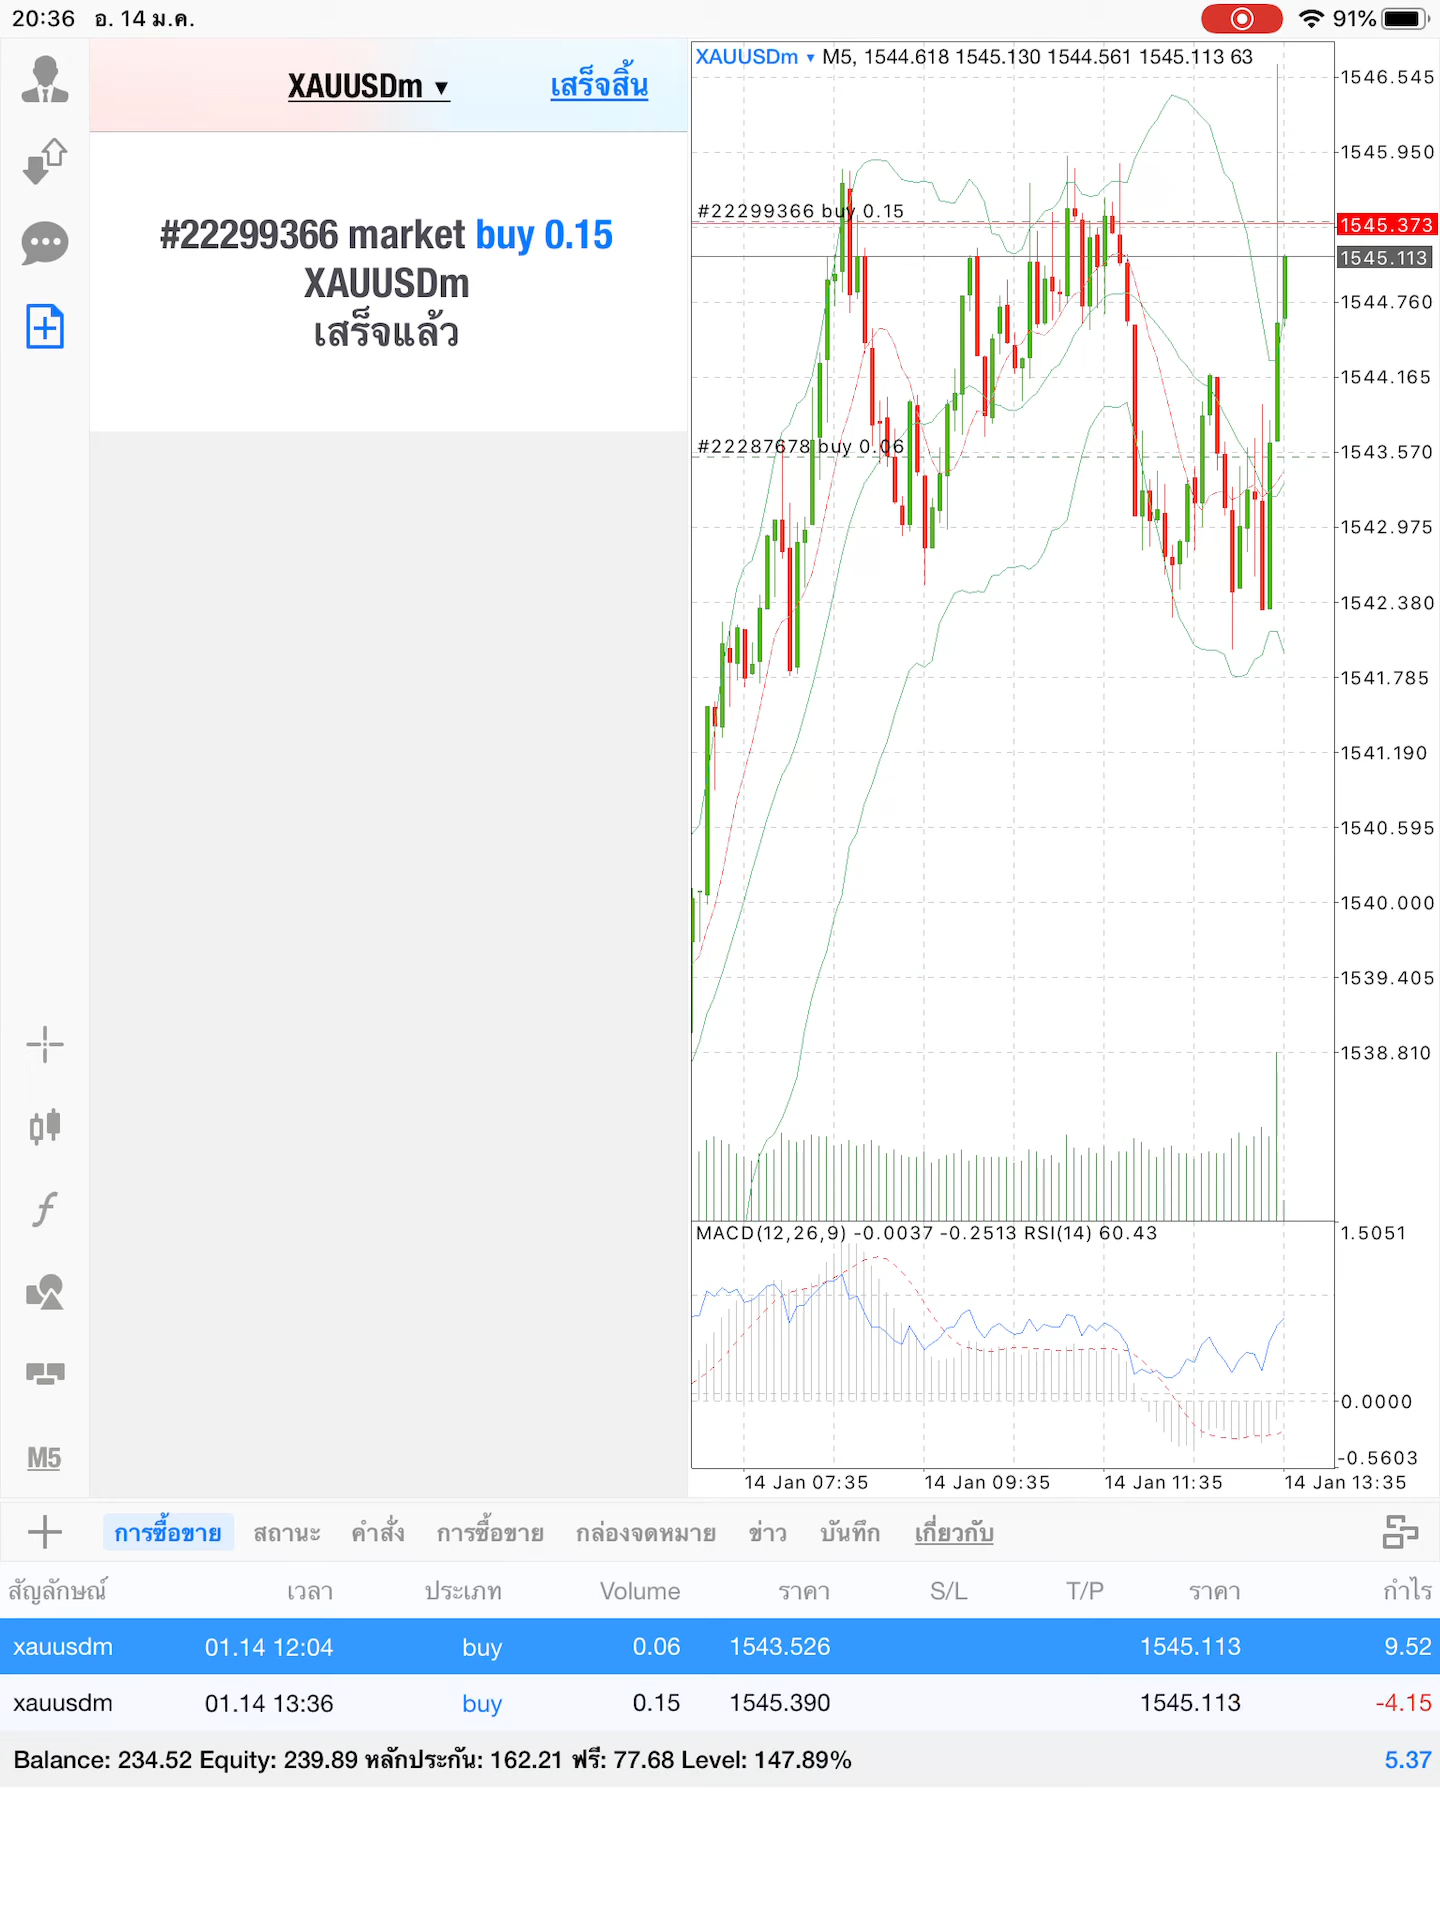 20:36 อ. 14 ม.ค.
91%
XAUUSDm ▼
เสร็จสิ้น
#22299366 market buy 0.15
XAUUSDm
เสร็จแล้ว
M5
XAUUSDm ▼ M5, 1544.618 1545.130 1544.561 1545.113 63
#22299366 buy 0.15
#22287678 buy 0.06
1546.545
1545.950
1545.373
1545.113
1544.760
1544.165
1543.570
1542.975
1542.380
1541.785
1541.190
1540.595
1540.000
1539.405
1538.810
MACD(12,26,9) -0.0037 -0.2513 RSI(14) 60.43
1.5051
0.0000
-0.5603
14 Jan 07:35 14 Jan 09:35 14 Jan 11:35 14 Jan 13:35
การซื้อขาย สถานะ คำสั่ง การซื้อขาย กล่องจดหมาย ข่าว บันทึก เกี่ยวกับ
สัญลักษณ์ เวลา ประเภท Volume ราคา S/L T/P ราคา กำไร
xauusdm 01.14 12:04 buy 0.06 1543.526 1545.113 9.52
xauusdm 01.14 13:36 buy 0.15 1545.390 1545.113 -4.15
Balance: 234.52 Equity: 239.89 หลักประกัน: 162.21 ฟรี: 77.68 Level: 147.89% 5.37